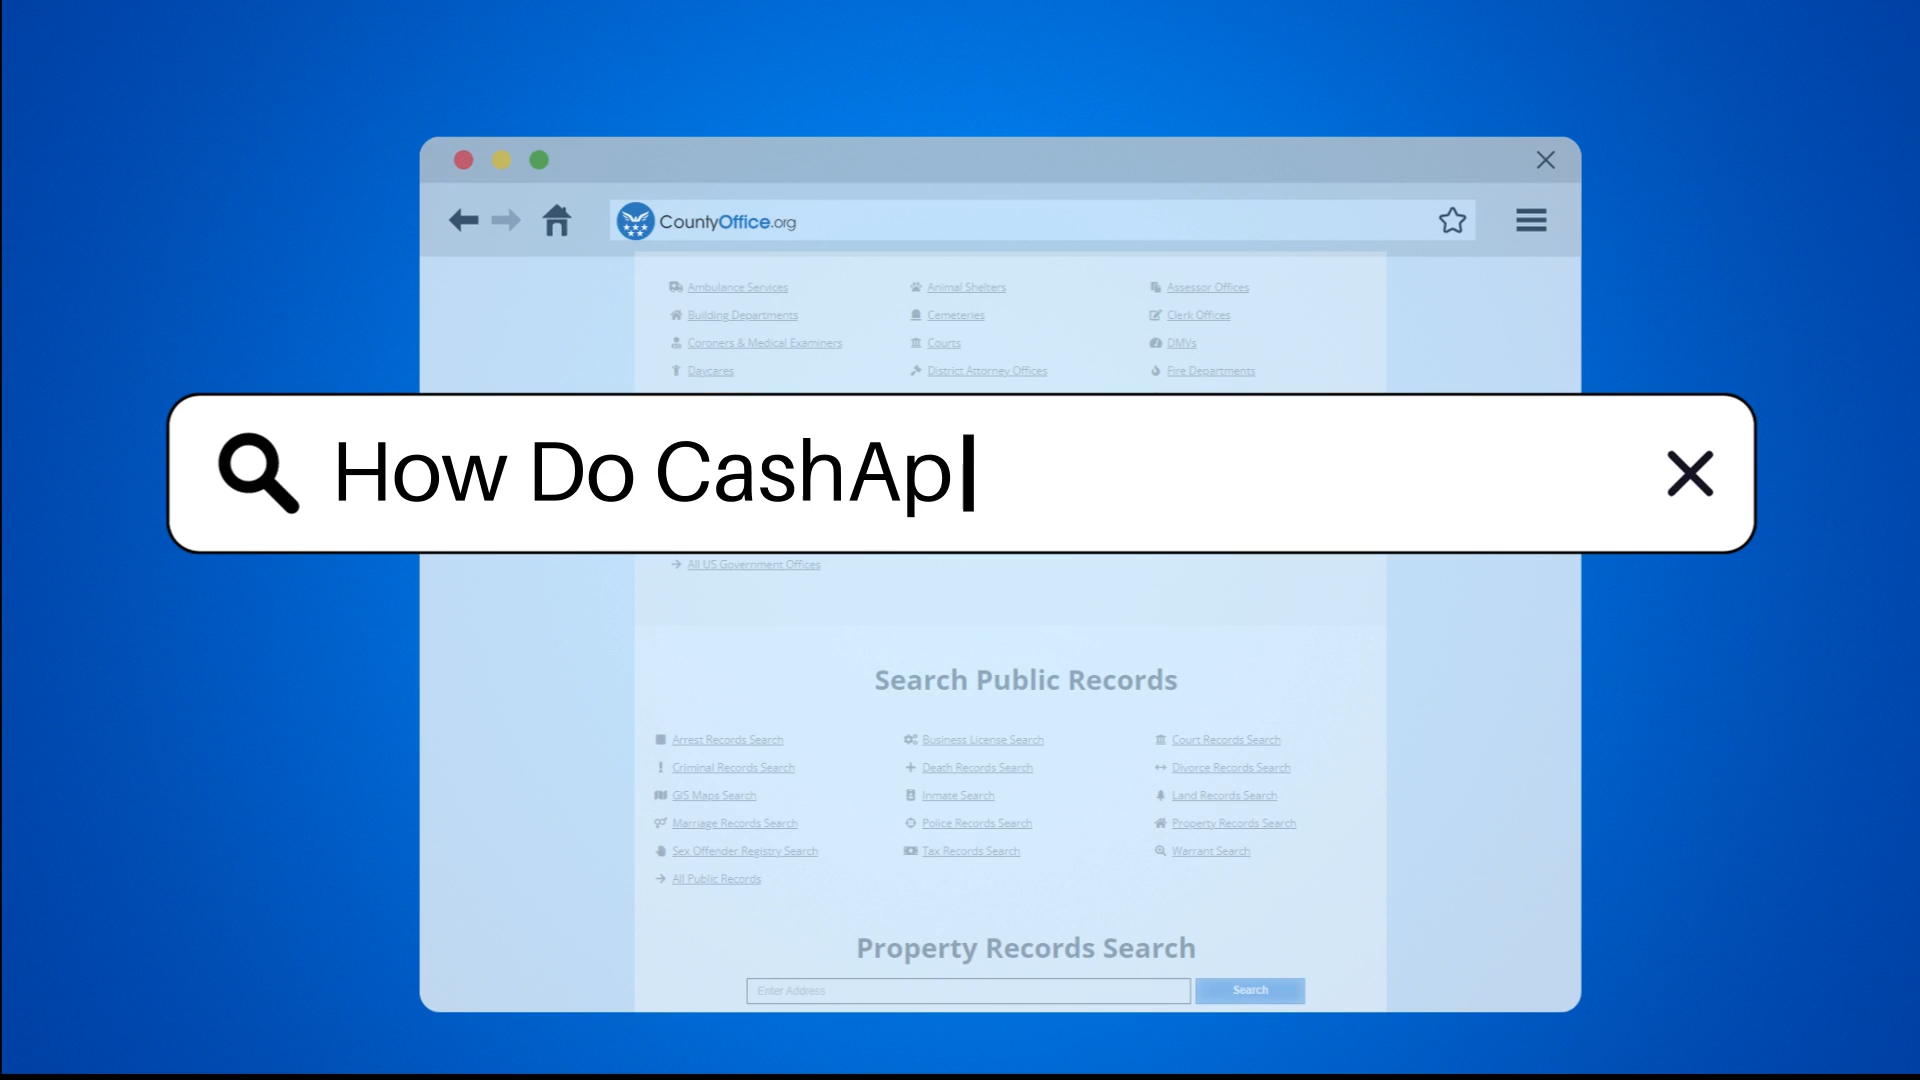 CountyOffice.org
Ambulance Services Animal Shelters Assessor Offices
Building Departments Cemeteries Clerk Offices
Coroners & Medical Examiners Courts DMVs
Daycares District Attorney Offices Fire Departments
How Do CashAp
All US Government Offices
Search Public Records
Arrest Records Search Business License Search Court Records Search
Criminal Records Search Death Records Search Divorce Records Search
GIS Maps Search Inmate Search Land Records Search
Marriage Records Search Police Records Search Property Records Search
Sex Offender Registry Search Tax Records Search Warrant Search
All Public Records
Property Records Search
Enter Address Search